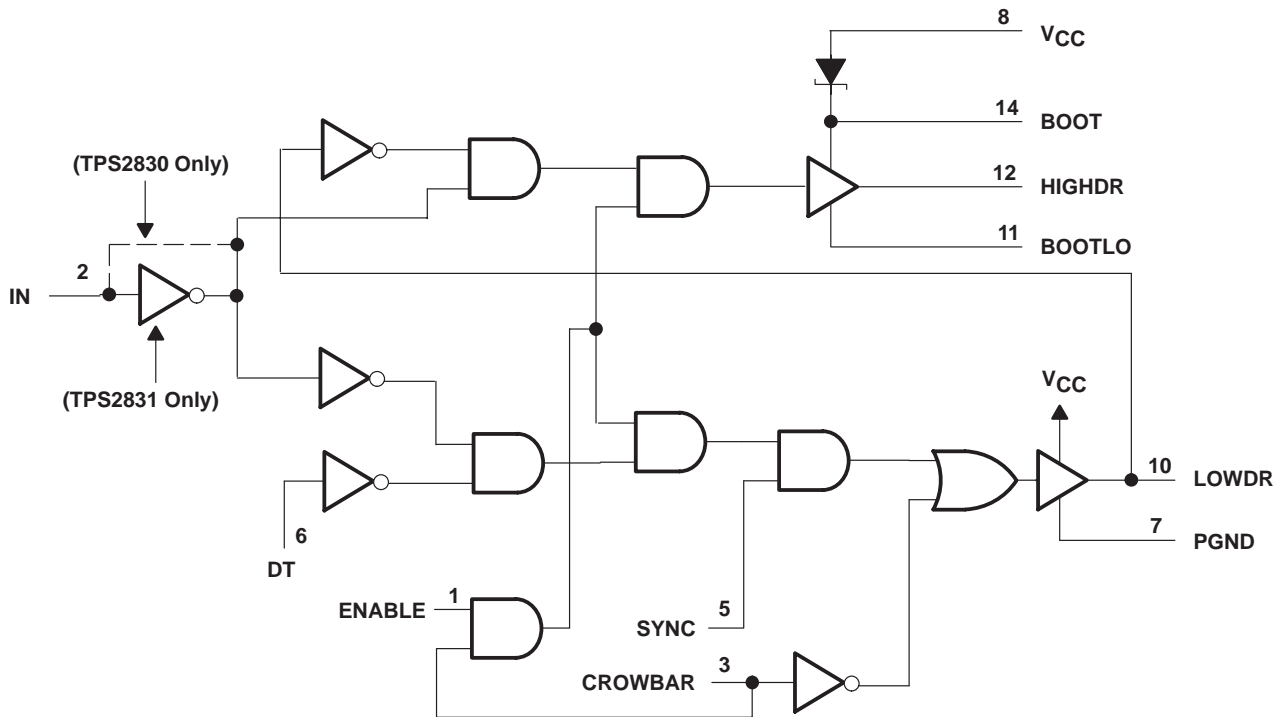 8 VCC
14 BOOT
(TPS2830 Only)
12 HIGHDR
11 BOOTLO
2
IN
(TPS2831 Only)
VCC
10 LOWDR
7 PGND
6
DT
1
ENABLE
5
SYNC
3
CROWBAR